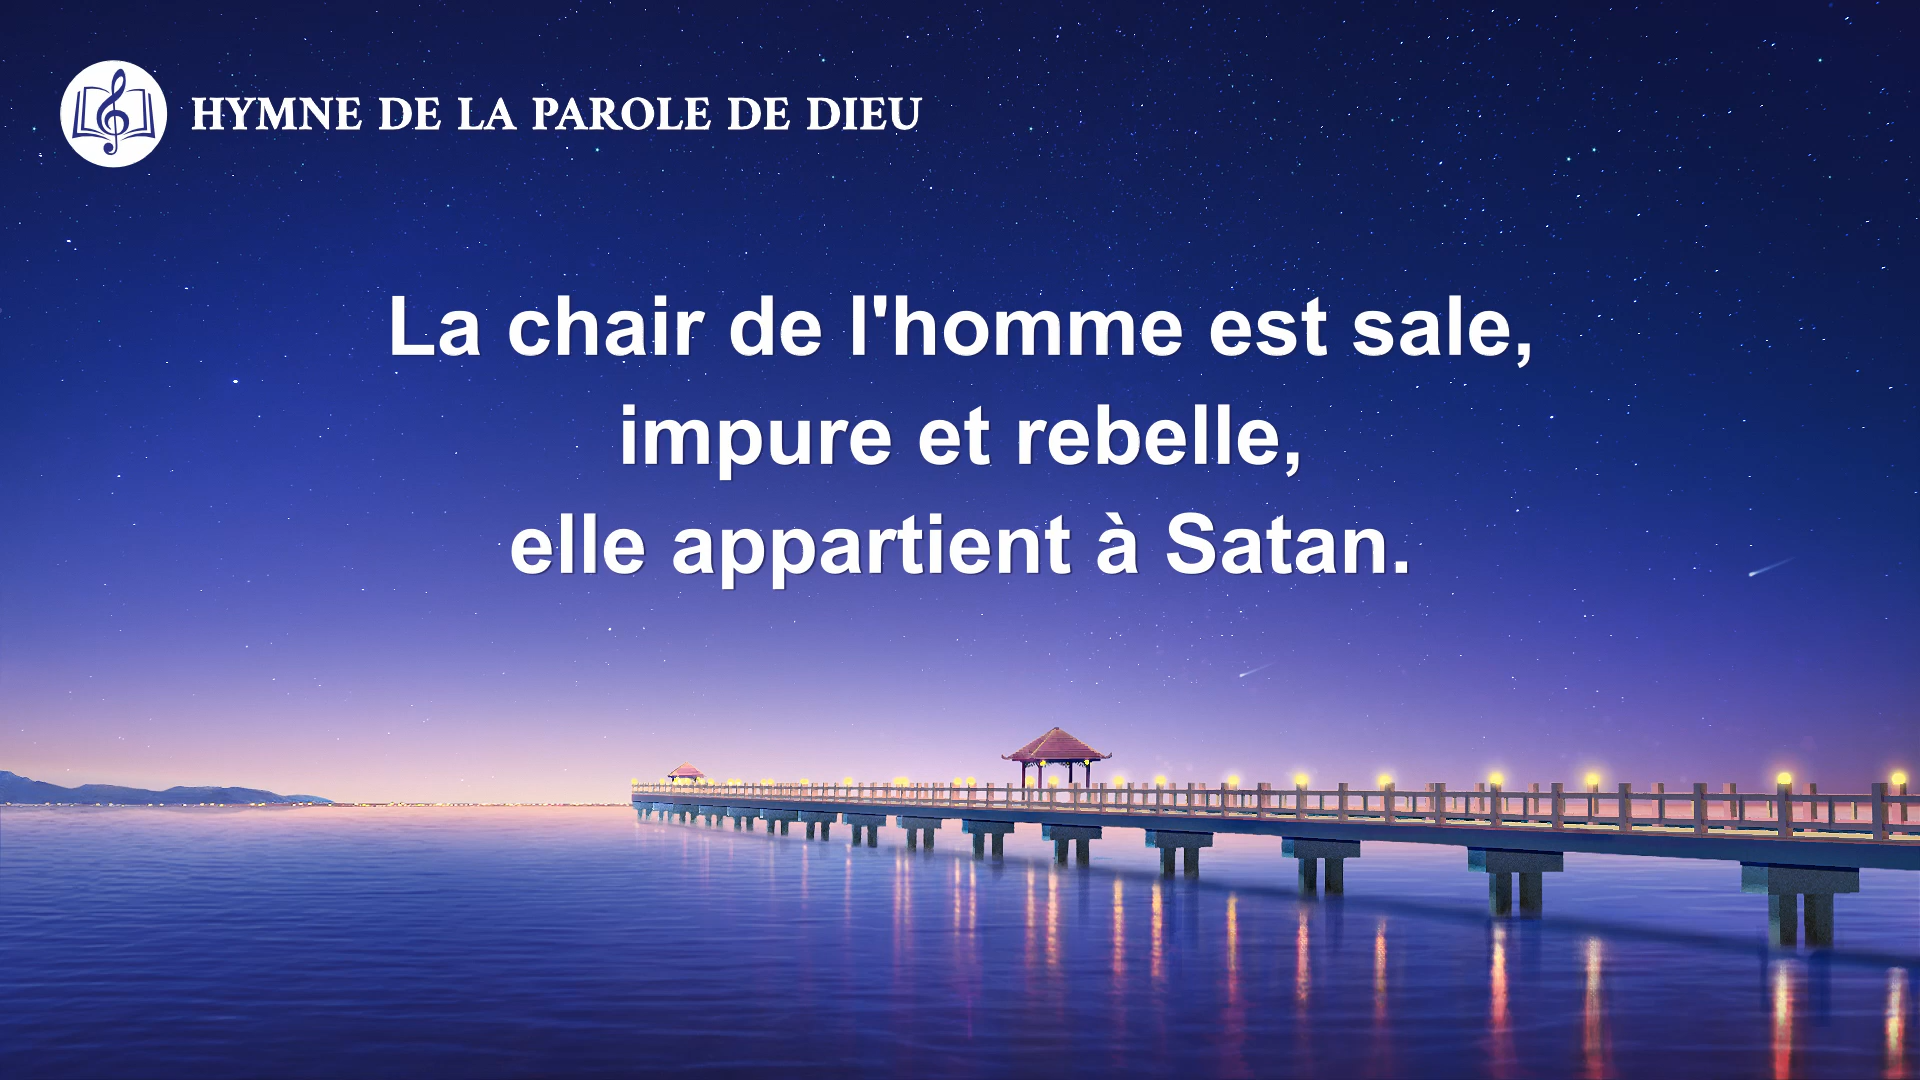 HYMNE DE LA PAROLE DE DIEU
La chair de l'homme est sale,
impure et rebelle,
elle appartient à Satan.